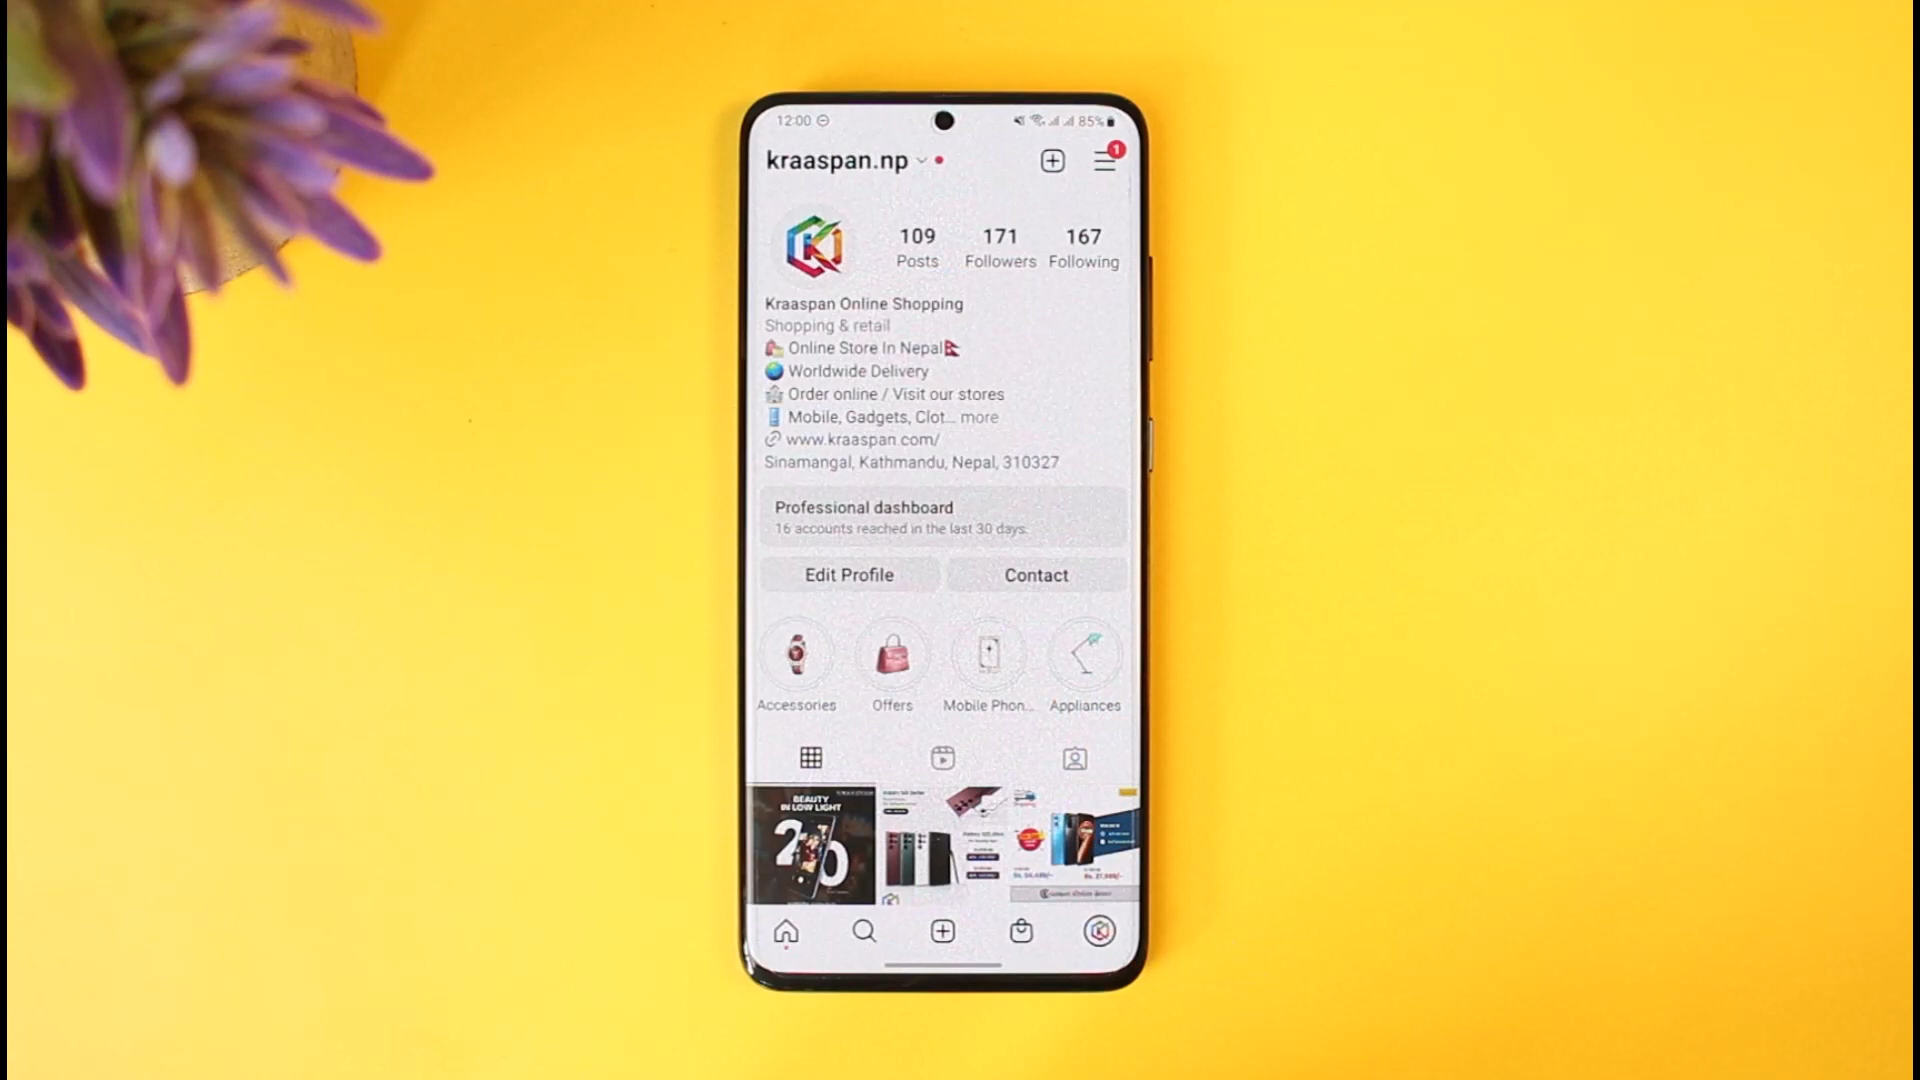 12:00
85%
kraaspan.np
1
109
171
167
Posts
Followers
Following
Kraaspan Online Shopping
Shopping & retail
Online Store In Nepal
Worldwide Delivery
Order online / Visit our stores
Mobile, Gadgets, Clot... more
www.kraaspan.com/
Sinamangal, Kathmandu, Nepal, 310327
Professional dashboard
16 accounts reached in the last 30 days.
Edit Profile
Contact
Accessories
Offers
Mobile Phon...
Appliances
BEAUTY
IN LOW LIGHT